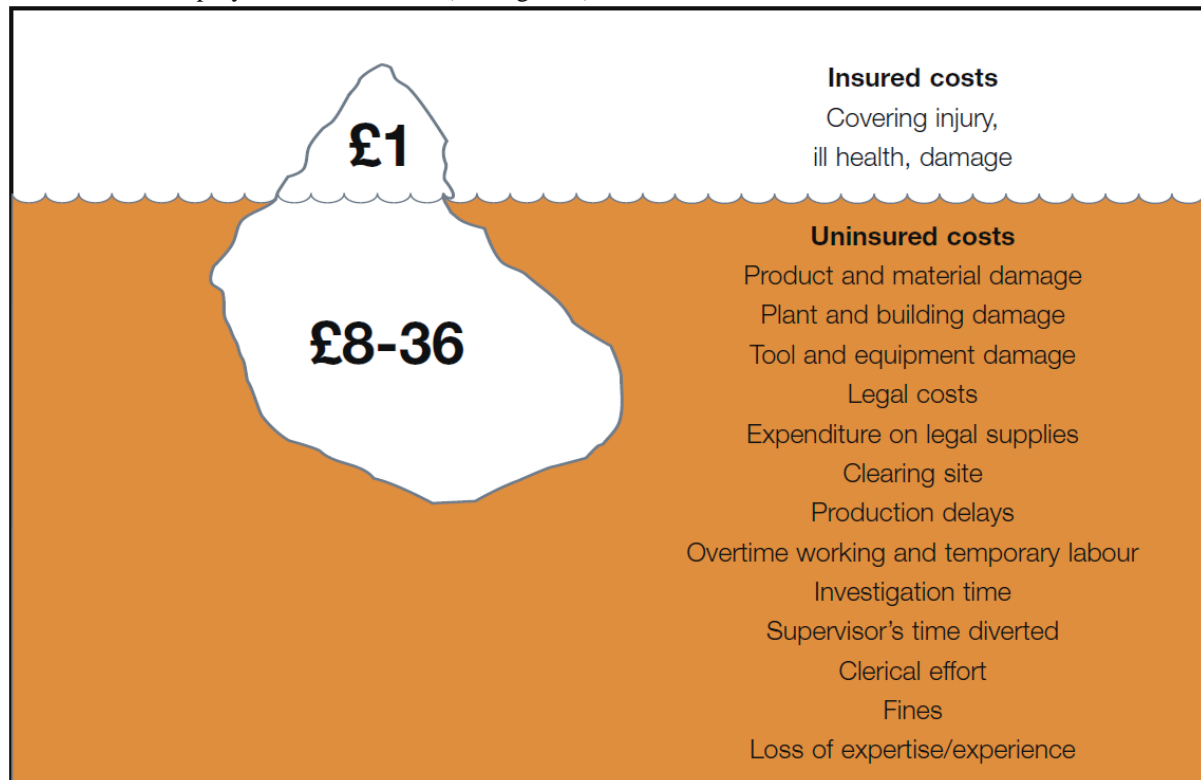 £1
Insured costs
Covering injury,
ill health, damage
£8-36
Uninsured costs
Product and material damage
Plant and building damage
Tool and equipment damage
Legal costs
Expenditure on legal supplies
Clearing site
Production delays
Overtime working and temporary labour
Investigation time
Supervisor’s time diverted
Clerical effort
Fines
Loss of expertise/experience